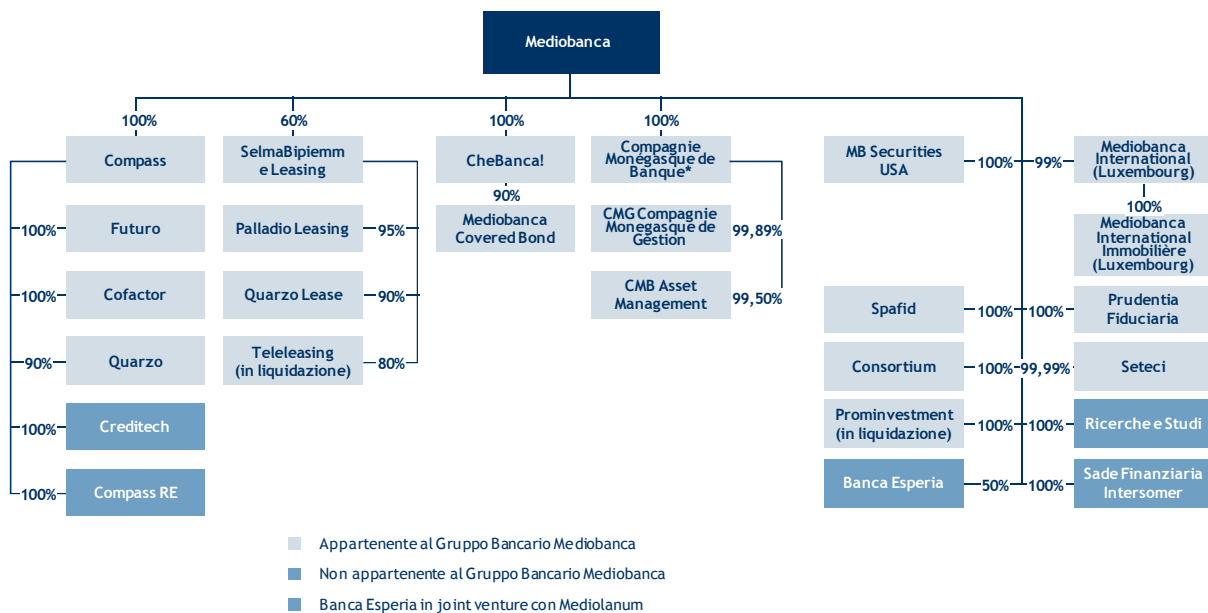 Mediobanca
100%
60%
100%
100%
Compass
SelmaBipiemm
e Leasing
CheBanca!
Compagnie
Monégasque de
Banque*
MB Securities
USA
100%
99%
Mediobanca
International
(Luxembourg)
90%
100%
100%
Futuro
Palladio Leasing
95%
Mediobanca
Covered Bond
CMG Compagnie
Monegasque de
Géstion
99,89%
Mediobanca
International
Immobilière
(Luxembourg)
100%
Cofactor
Quarzo Lease
90%
CMB Asset
Management
99,50%
Spafid
100%
100%
Prudentia
Fiduciaria
90%
Quarzo
Teleleasing
(in liquidazione)
80%
Consortium
100%
99,99%
Seteci
100%
Creditech
Prominvestment
(in liquidazione)
100%
100%
Ricerche e Studi
100%
Compass RE
Banca Esperia
50%
100%
Sade Finanziaria
Intersomer
Appartenente al Gruppo Bancario Mediobanca
Non appartenente al Gruppo Bancario Mediobanca
Banca Esperia in joint venture con Mediolanum